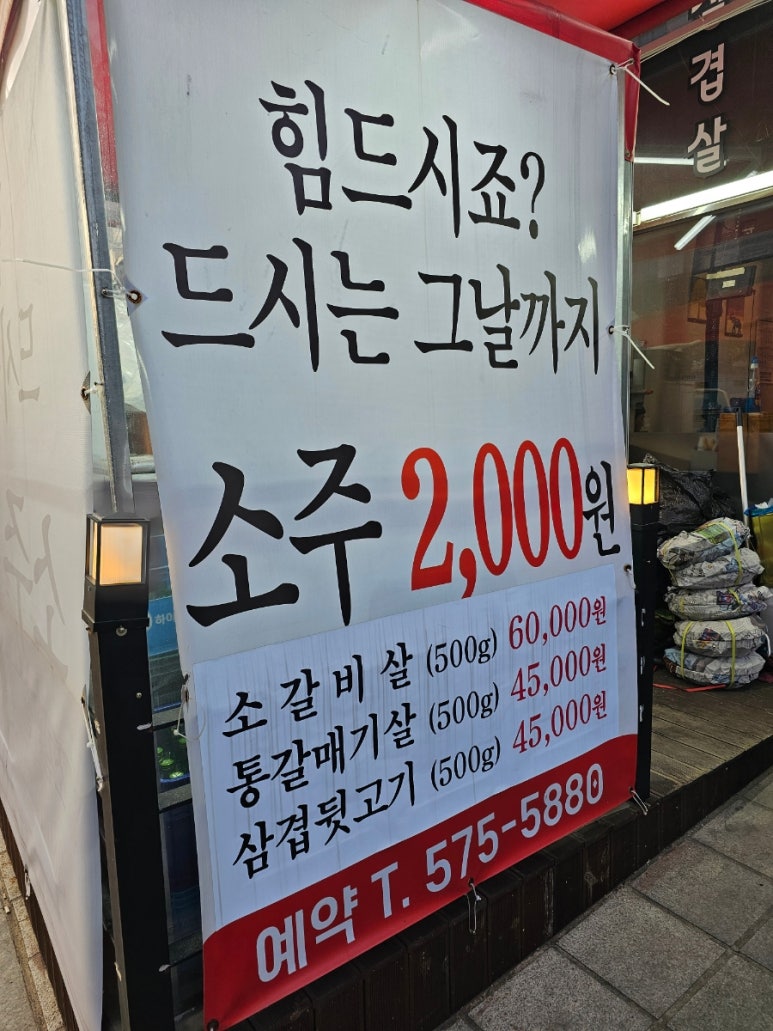 힘드시죠?
드시는 그날까지
소주 2,000원
소갈비살 (500g) 60,000원
통갈매기살 (500g) 45,000원
삼겹뒷고기 (500g) 45,000원
예약 T. 575-5880
겹살
하이